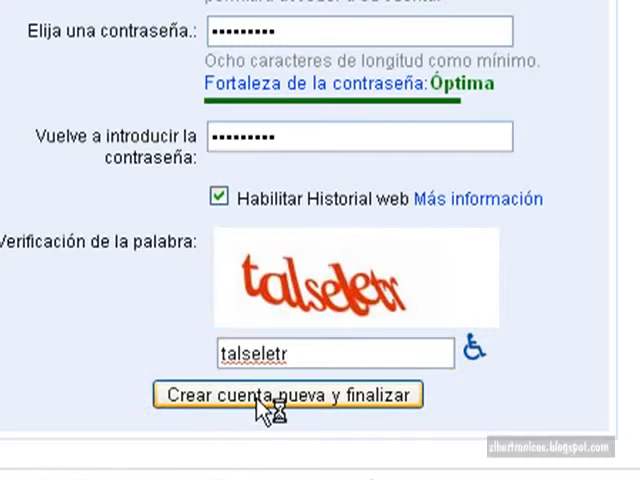 Elija una contraseña.:
Ocho caracteres de longitud como mínimo.
Fortaleza de la contraseña: Óptima
Vuelve a introducir la
contraseña:
Habilitar Historial web Más información
Verificación de la palabra:
talseletr
talseletr
Crear cuenta nueva y finalizar
zlbertronicos.blogspot.com